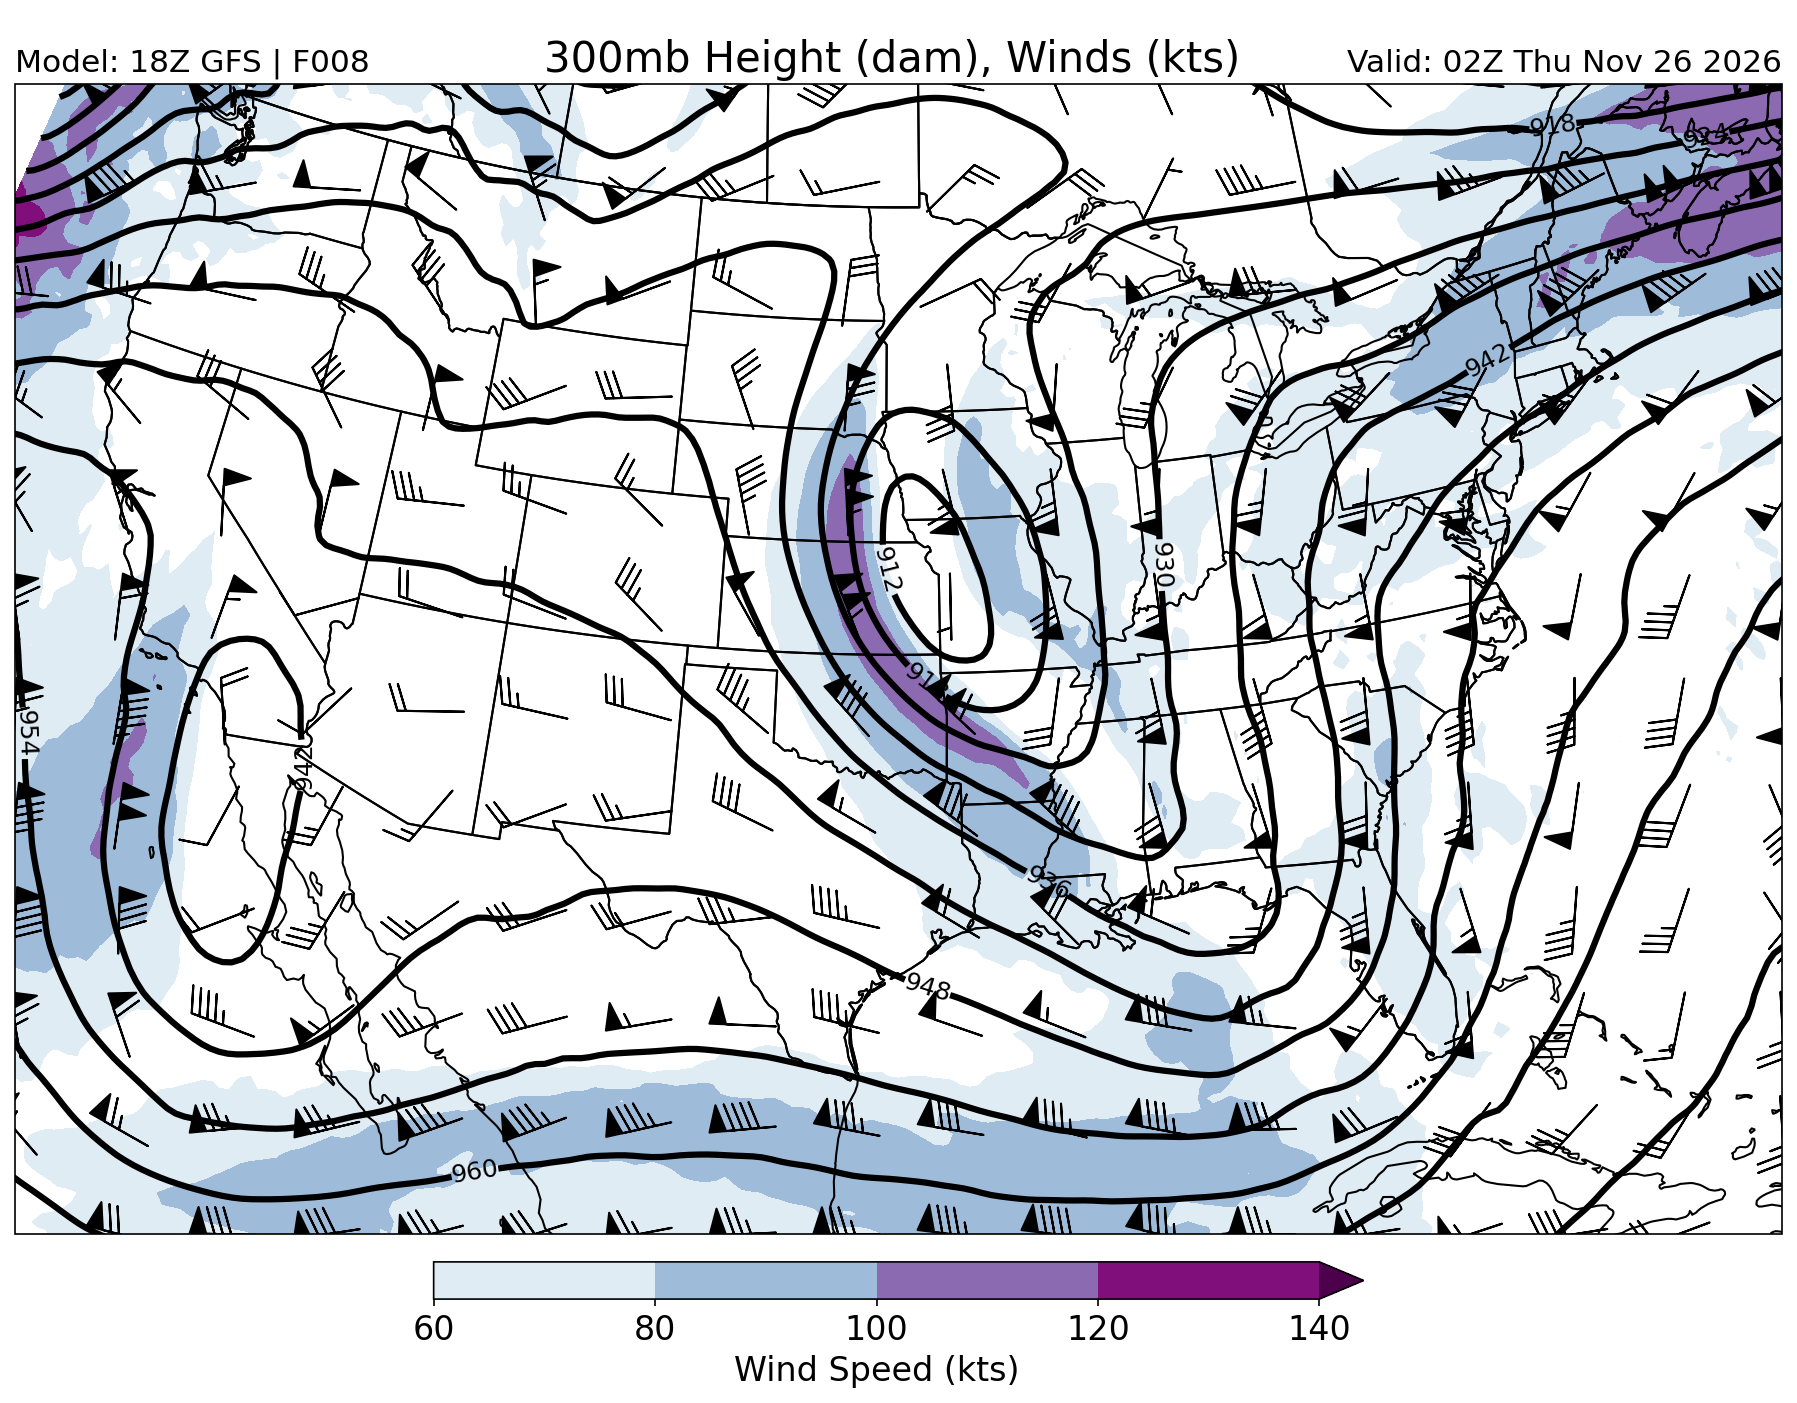 Model: 18Z GFS | F008
300mb Height (dam), Winds (kts)
Valid: 02Z Thu Nov 26 2026
918
924
942
912
930
954
942
936
948
960
60 80 100 120 140
Wind Speed (kts)